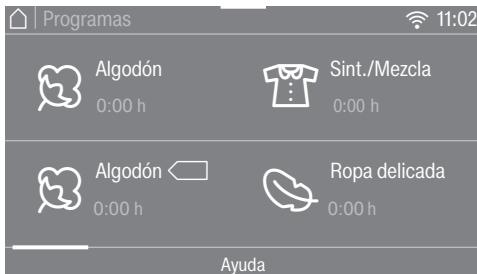 Programas 11:02
Algodón
0:00 h
Sint./Mezcla
0:00 h
Algodón
0:00 h
Ropa delicada
0:00 h
Ayuda